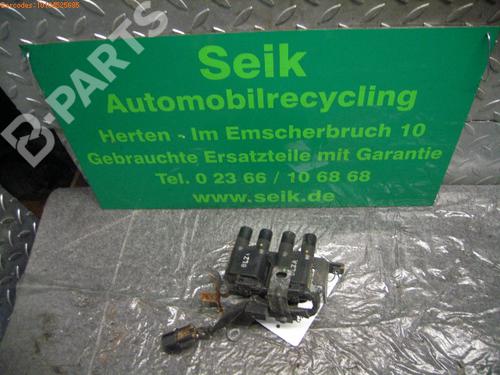 Barcodes:
B-PARTS
Seik
Automobilrecycling
Herten - Im Emscherbruch 10
Gebrauchte Ersatzteile mit Garantie
Tel. 0 23 66 / 10 68 68
www.seik.de